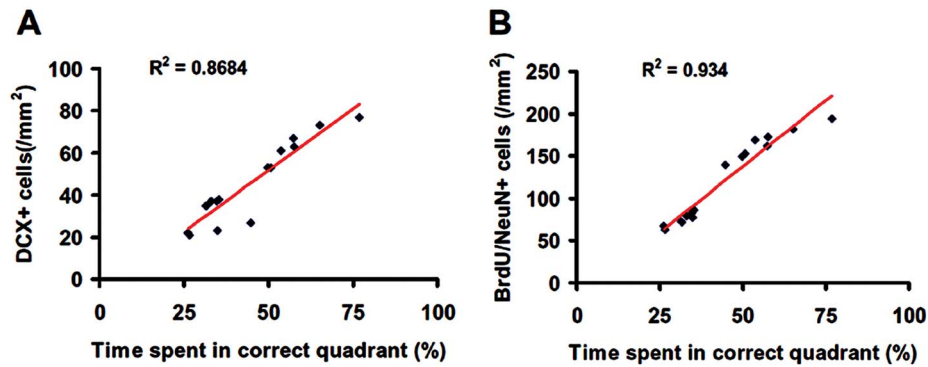 A
R² = 0.8684
DCX+ cells(/mm²)
100
80
60
40
20
0
0 25 50 75 100
Time spent in correct quadrant (%)
B
R² = 0.934
BrdU/NeuN+ cells (/mm²)
250
200
150
100
50
0
0 25 50 75 100
Time spent in correct quadrant (%)